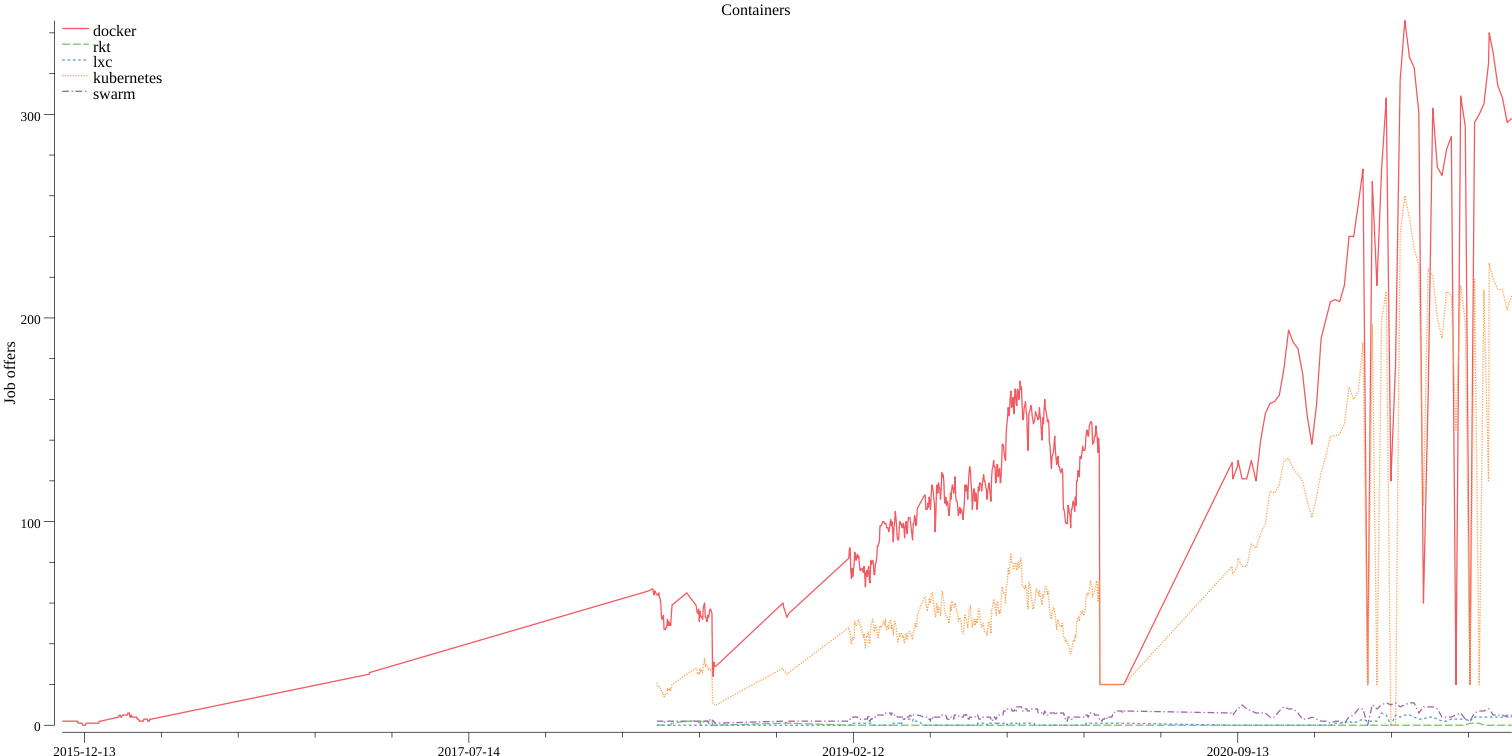 Containers
docker
rkt
lxc
kubernetes
swarm
300
200
100
0
Job offers
2015-12-13
2017-07-14
2019-02-12
2020-09-13